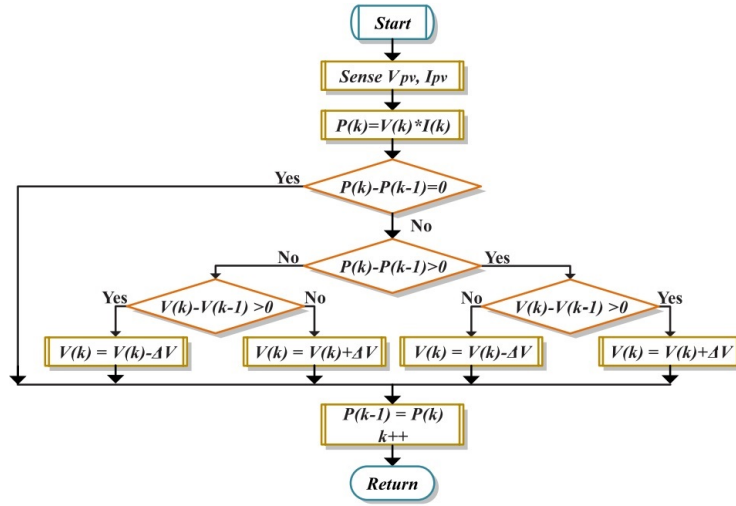 Start
Sense Vpv, Ipv
P(k)=V(k)*I(k)
Yes
P(k)-P(k-1)=0
No
No
P(k)-P(k-1)>0
Yes
Yes
V(k)-V(k-1) >0
No
No
V(k)-V(k-1) >0
Yes
V(k) = V(k)-ΔV
V(k) = V(k)+ΔV
V(k) = V(k)-ΔV
V(k) = V(k)+ΔV
P(k-1) = P(k)
k++
Return